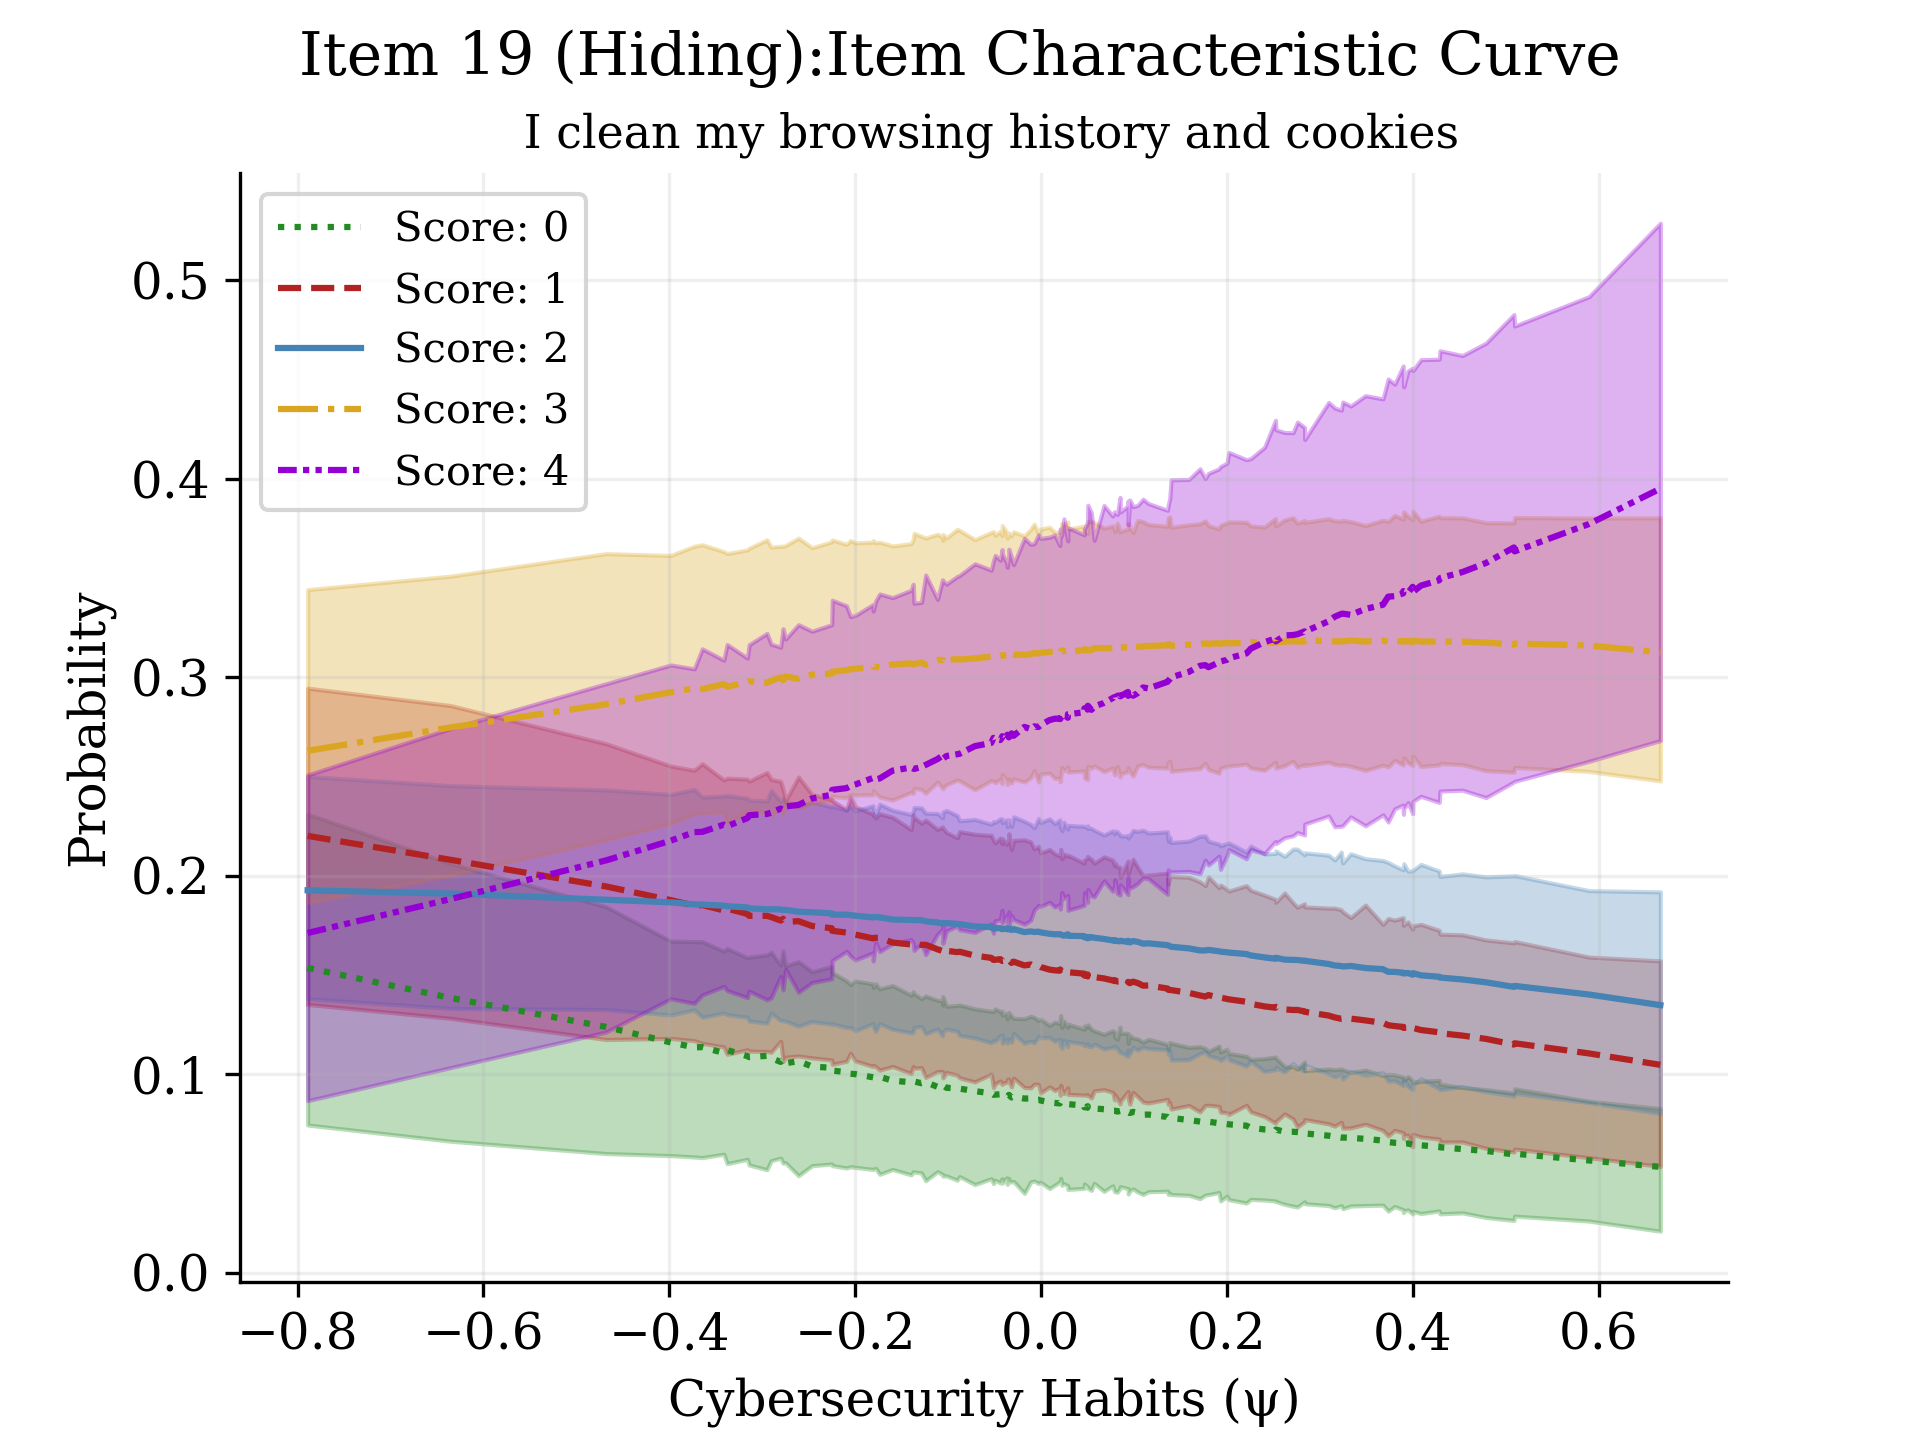 Item 19 (Hiding):Item Characteristic Curve
I clean my browsing history and cookies
Score: 0
Score: 1
Score: 2
Score: 3
Score: 4
Probability
0.5
0.4
0.3
0.2
0.1
0.0
−0.8 −0.6 −0.4 −0.2 0.0 0.2 0.4 0.6
Cybersecurity Habits (ψ)